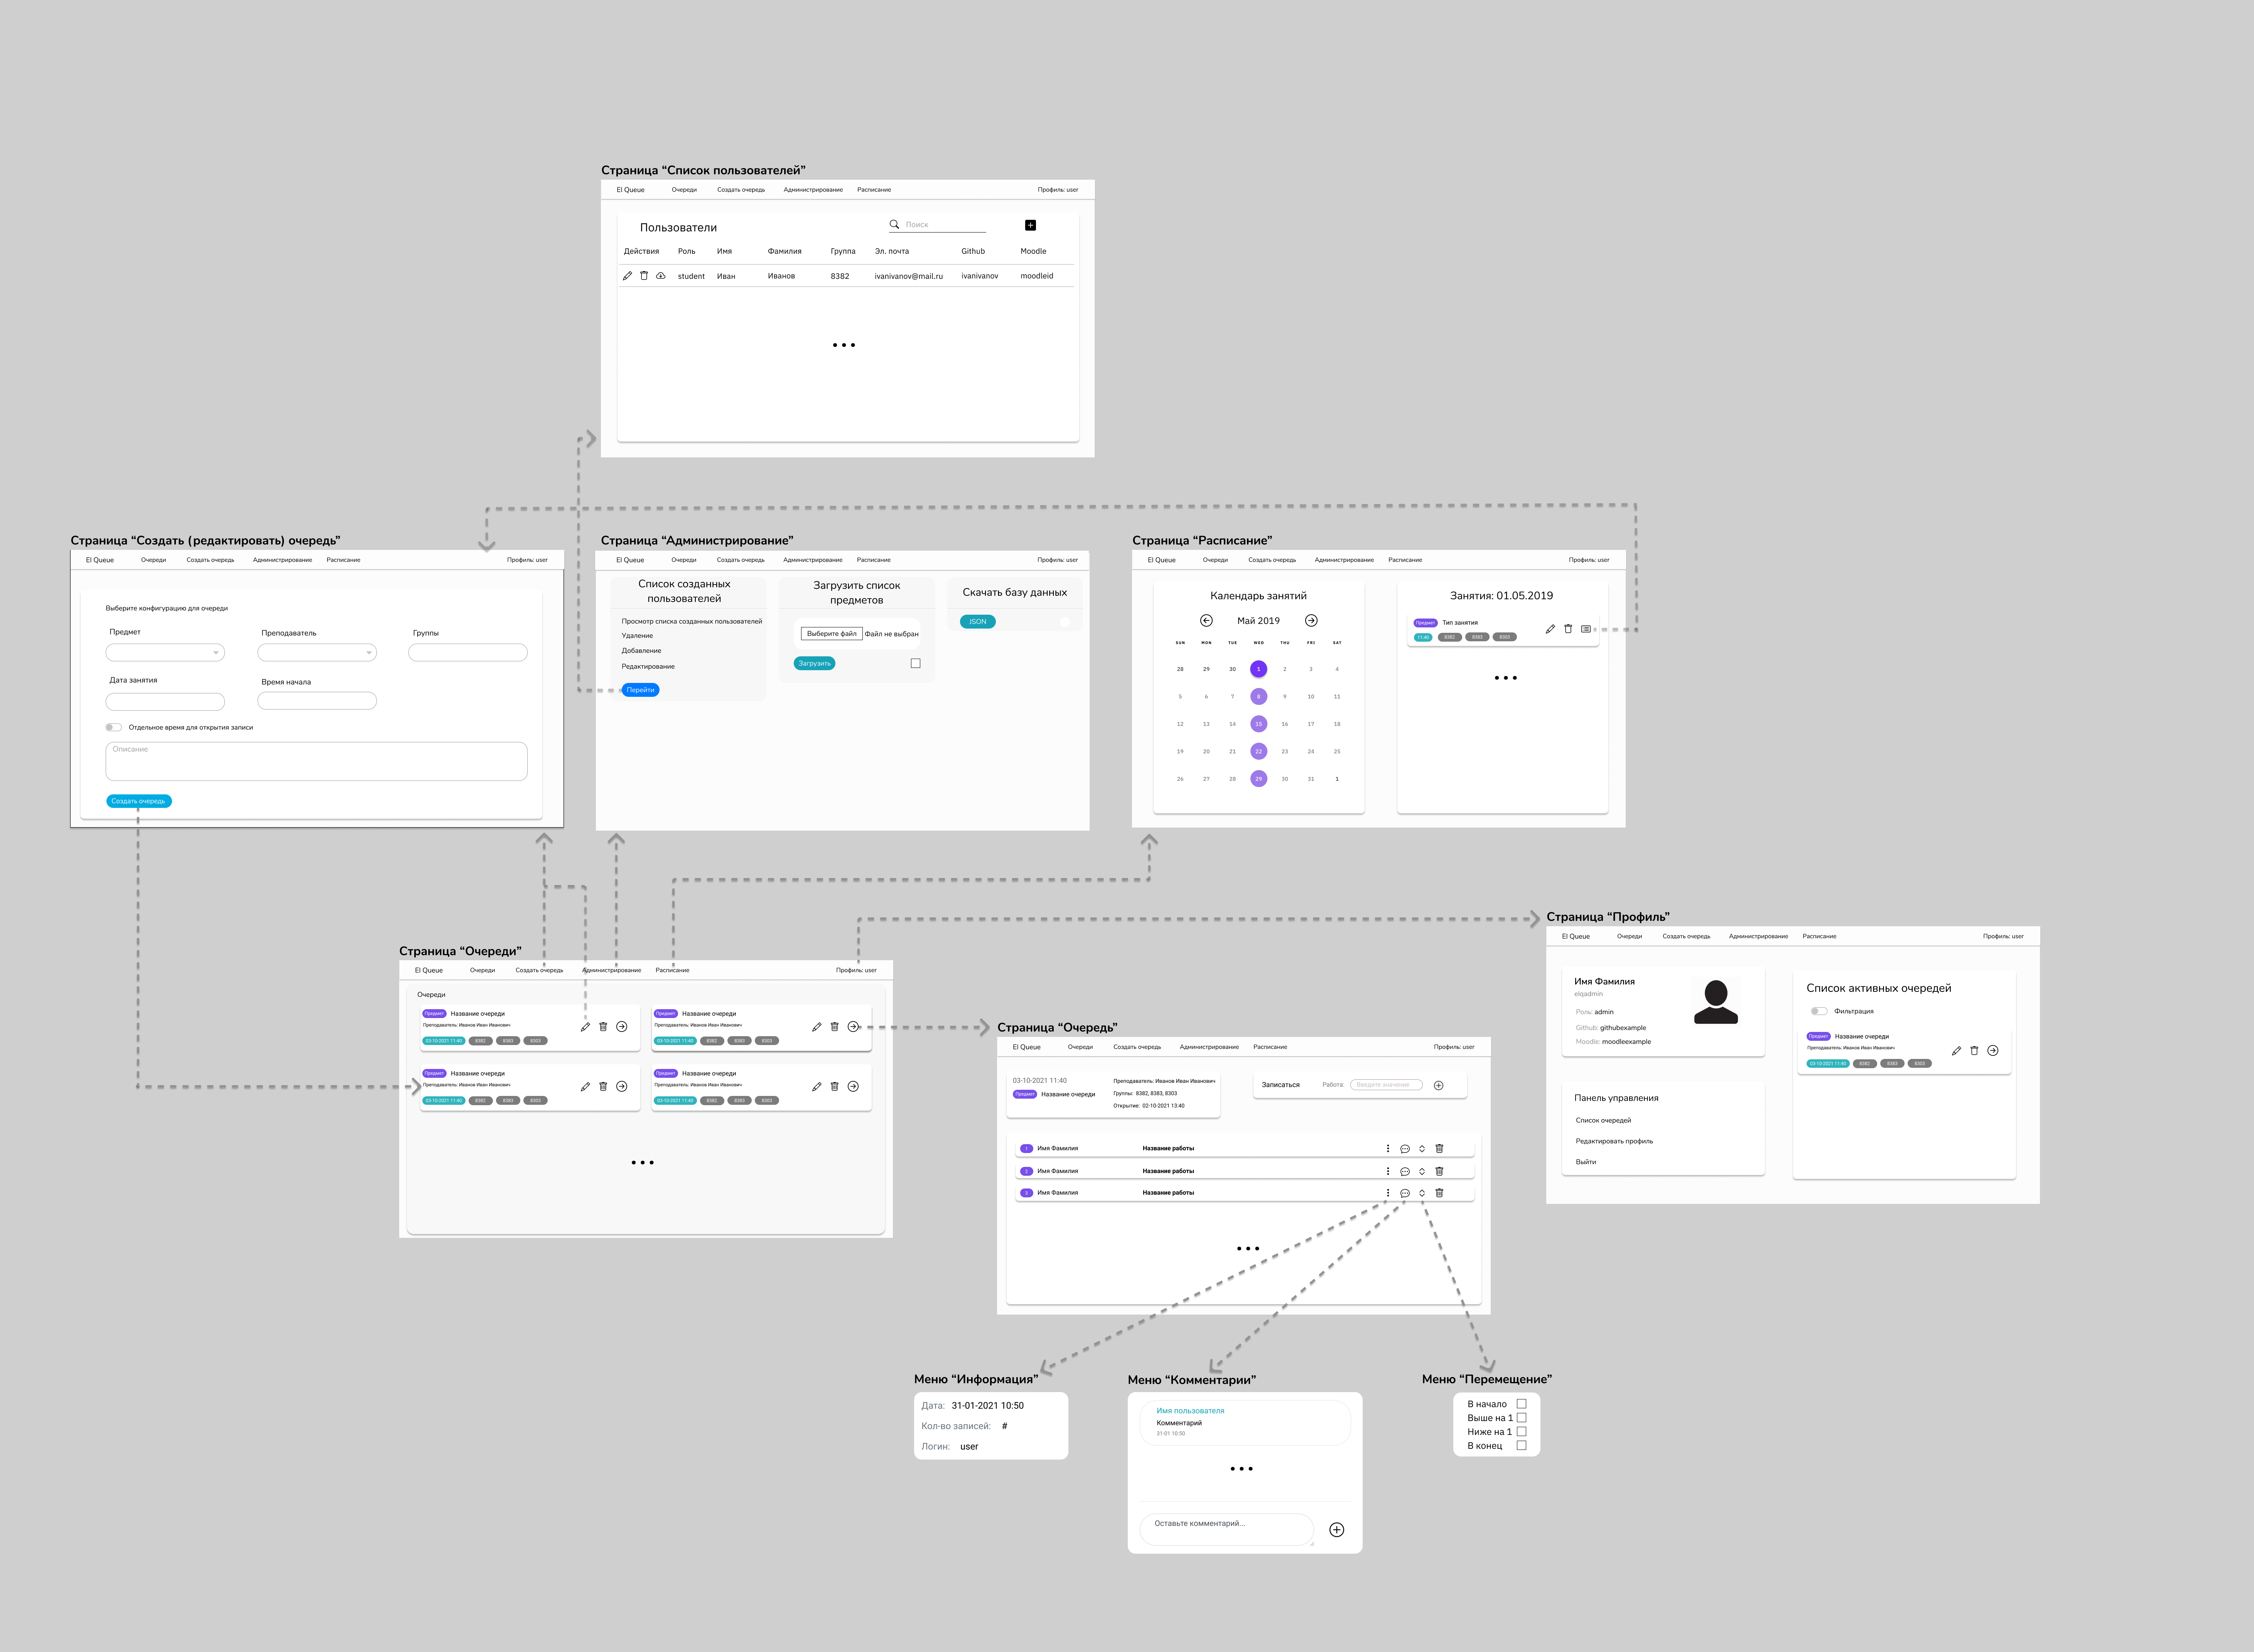 Страница “Список пользователей”
El Queue Очереди Создать очередь Администрирование Расписание Профиль: user
Пользователи Поиск
Действия Роль Имя Фамилия Группа Эл. почта Github Moodle
student Иван Иванов 8382 ivanivanov@mail.ru ivanivanov moodleid
Страница “Создать (редактировать) очередь”
El Queue Очереди Создать очередь Администрирование Расписание Профиль: user
Выберите конфигурацию для очереди
Предмет Преподаватель Группы
Дата занятия Время начала
Отдельное время для открытия записи
Описание
Создать очередь
Страница “Администрирование”
El Queue Очереди Создать очередь Администрирование Расписание Профиль: user
Список созданных
пользователей
Просмотр списка созданных пользователей
Удаление
Добавление
Редактирование
Перейти
Загрузить список
предметов
Выберите файл Файл не выбран
Загрузить
Скачать базу данных
JSON
Страница “Расписание”
El Queue Очереди Создать очередь Администрирование Расписание Профиль: user
Календарь занятий
Май 2019
SUN MON TUE WED THU FRI SAT
28 29 30 1 2 3 4
5 6 7 8 9 10 11
12 13 14 15 16 17 18
19 20 21 22 23 24 25
26 27 28 29 30 31 1
Занятия: 01.05.2019
Предмет Тип занятия
11:40 8382 8383 8303
Страница “Очереди”
El Queue Очереди Создать очередь Администрирование Расписание Профиль: user
Очереди
Предмет Название очереди
Преподаватель: Иванов Иван Иванович
03-10-2021 11:40 8382 8383 8303
Предмет Название очереди
Преподаватель: Иванов Иван Иванович
03-10-2021 11:40 8382 8383 8303
Предмет Название очереди
Преподаватель: Иванов Иван Иванович
03-10-2021 11:40 8382 8383 8303
Предмет Название очереди
Преподаватель: Иванов Иван Иванович
03-10-2021 11:40 8382 8383 8303
Страница “Очередь”
El Queue Очереди Создать очередь Администрирование Расписание Профиль: user
03-10-2021 11:40
Предмет Название очереди
Преподаватель: Иванов Иван Иванович
Группы: 8382, 8383, 8303
Открытие: 02-10-2021 13:40
Записаться Работа: Введите значение
1 Имя Фамилия Название работы
2 Имя Фамилия Название работы
3 Имя Фамилия Название работы
Страница “Профиль”
El Queue Очереди Создать очередь Администрирование Расписание Профиль: user
Имя Фамилия
elqadmin
Роль: admin
Github: githubexample
Moodle: moodleexample
Панель управления
Список очередей
Редактировать профиль
Выйти
Список активных очередей
Фильтрация
Предмет Название очереди
Преподаватель: Иванов Иван Иванович
03-10-2021 11:40 8382 8383 8303
Меню “Информация”
Дата: 31-01-2021 10:50
Кол-во записей: #
Логин: user
Меню “Комментарии”
Имя пользователя
Комментарий
31-01 10:50
Оставьте комментарий...
Меню “Перемещение”
В начало
Выше на 1
Ниже на 1
В конец